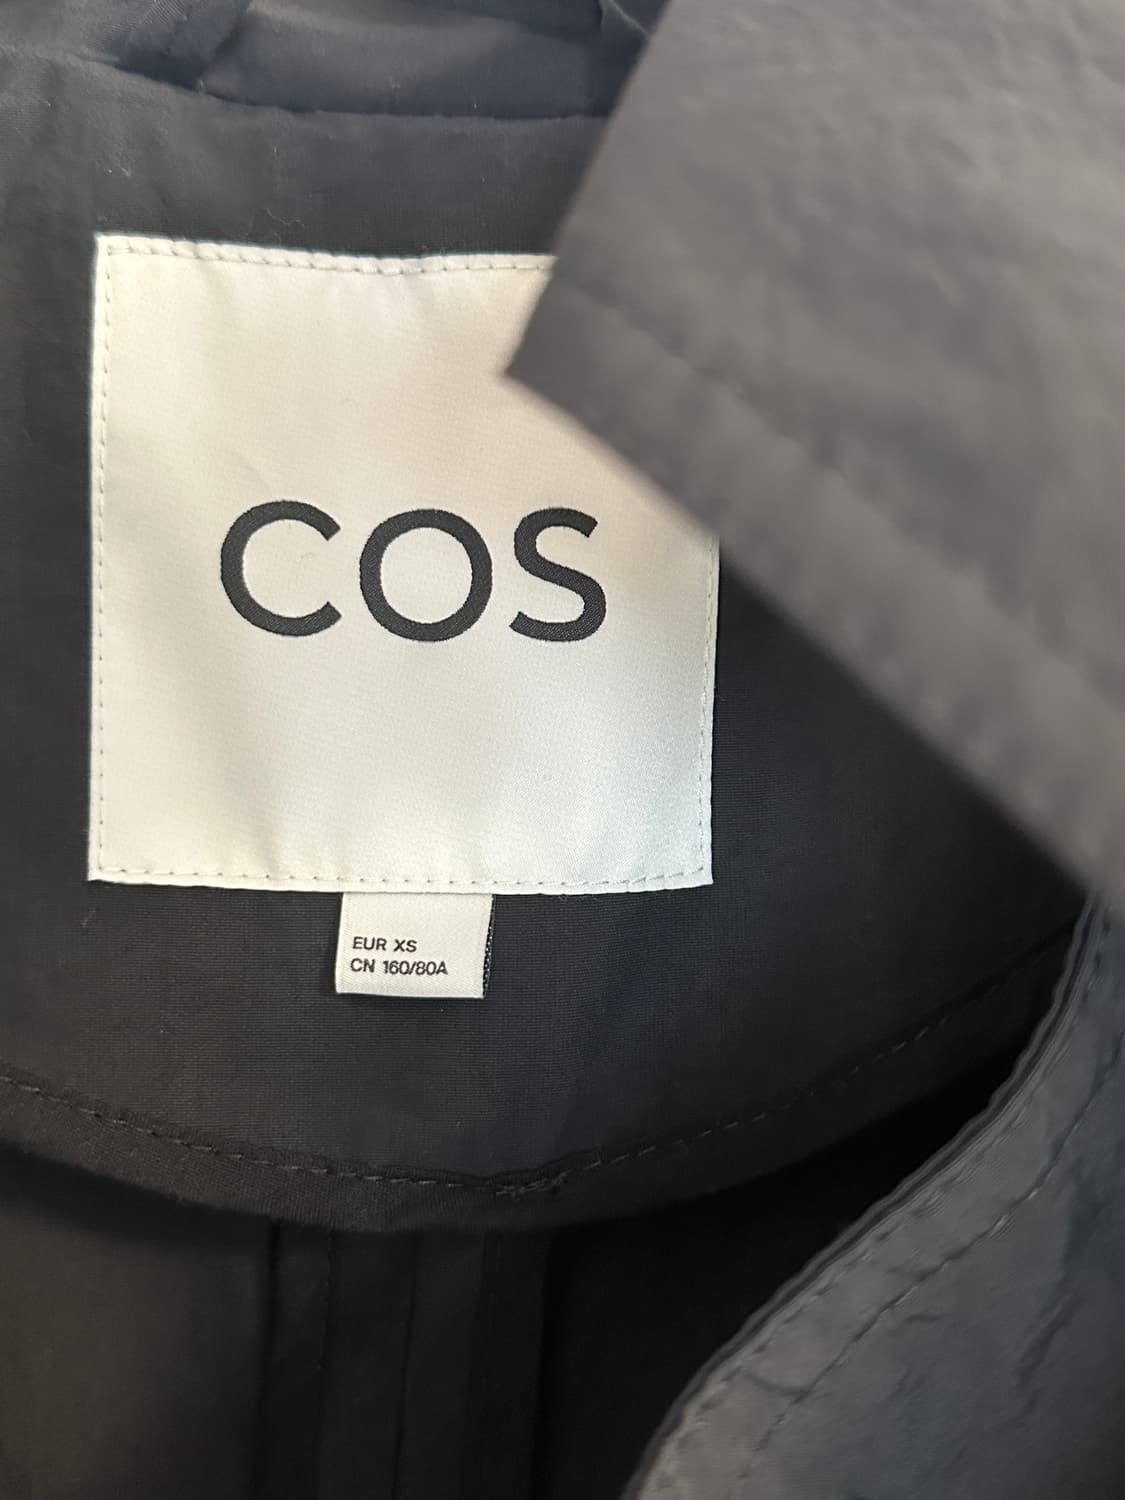 COS
EUR XS
CN 160/80A